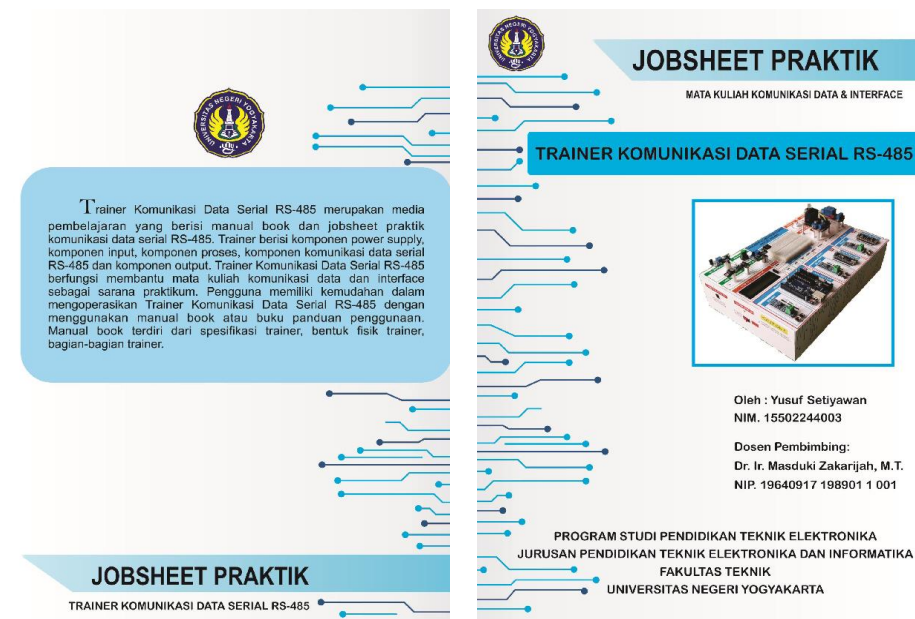 UNIVERSITAS NEGERI YOGYAKARTA
Trainer Komunikasi Data Serial RS-485 merupakan media
pembelajaran yang berisi manual book dan jobsheet praktik
komunikasi data serial RS-485. Trainer berisi komponen power supply,
komponen input, komponen proses, komponen komunikasi data serial
RS-485 dan komponen output. Trainer Komunikasi Data Serial RS-485
berfungsi membantu mata kuliah komunikasi data dan interface
sebagai sarana praktikum. Pengguna memiliki kemudahan dalam
mengoperasikan Trainer Komunikasi Data Serial RS-485 dengan
menggunakan manual book atau buku panduan penggunaan.
Manual book terdiri dari spesifikasi trainer, bentuk fisik trainer,
bagian-bagian trainer.
JOBSHEET PRAKTIK
TRAINER KOMUNIKASI DATA SERIAL RS-485
UNIVERSITAS NEGERI YOGYAKARTA
JOBSHEET PRAKTIK
MATA KULIAH KOMUNIKASI DATA & INTERFACE
TRAINER KOMUNIKASI DATA SERIAL RS-485
Oleh : Yusuf Setiyawan
NIM. 15502244003
Dosen Pembimbing:
Dr. Ir. Masduki Zakarijah, M.T.
NIP. 19640917 198901 1 001
PROGRAM STUDI PENDIDIKAN TEKNIK ELEKTRONIKA
JURUSAN PENDIDIKAN TEKNIK ELEKTRONIKA DAN INFORMATIKA
FAKULTAS TEKNIK
UNIVERSITAS NEGERI YOGYAKARTA